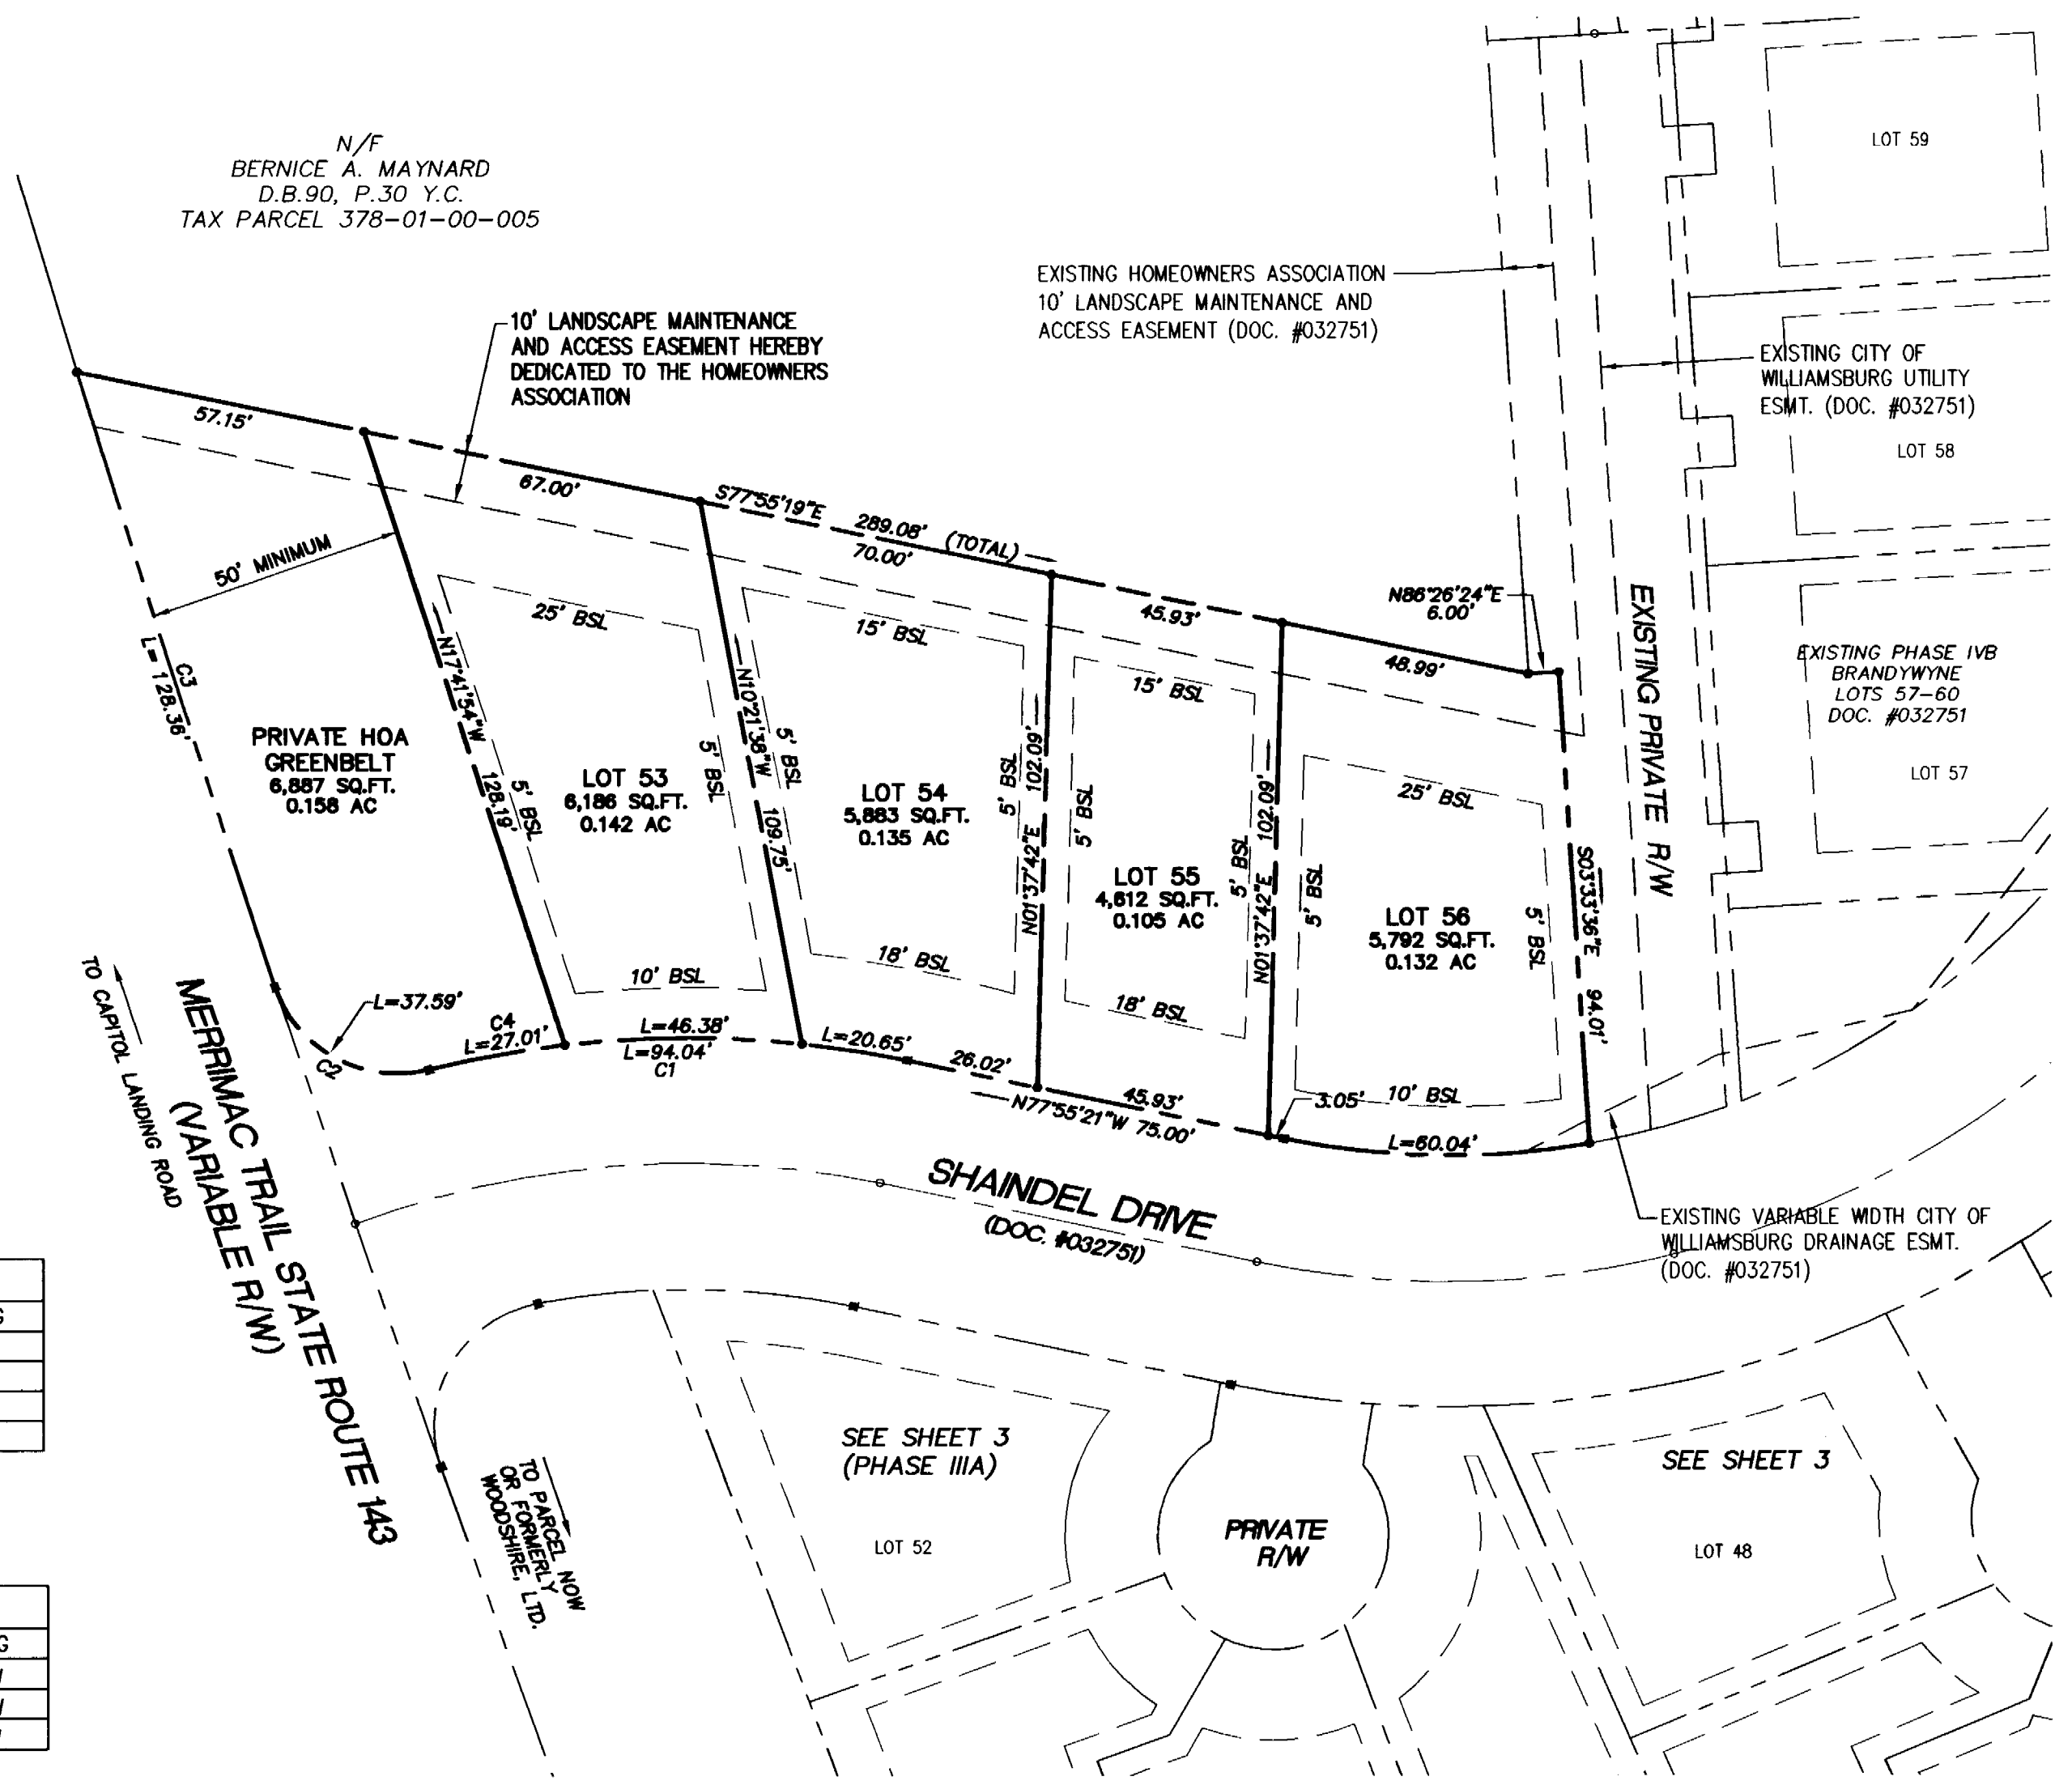 N/F
BERNICE A. MAYNARD
D.B.90, P.30 Y.C.
TAX PARCEL 378-01-00-005
LOT 59
EXISTING HOMEOWNERS ASSOCIATION
10' LANDSCAPE MAINTENANCE AND
ACCESS EASEMENT (DOC. #032751)
10' LANDSCAPE MAINTENANCE
AND ACCESS EASEMENT HEREBY
DEDICATED TO THE HOMEOWNERS
ASSOCIATION
EXISTING CITY OF
WILLIAMSBURG UTILITY
ESMT. (DOC. #032751)
LOT 58
57.15'
67.00'
S77°55'19"E
289.08' (TOTAL)
70.00'
45.93'
48.99'
N86°26'24"E
6.00'
50' MINIMUM
EXISTING PRIVATE R/W
EXISTING PHASE IVB
BRANDYWYNE
LOTS 57-60
DOC. #032751
LOT 57
C3
L=128.36'
PRIVATE HOA
GREENBELT
6,887 SQ.FT.
0.158 AC
N17°41'54"W
128.19'
25' BSL
5' BSL
5' BSL
LOT 53
6,186 SQ.FT.
0.142 AC
10' BSL
N10°21'38"W
109.75'
15' BSL
5' BSL
5' BSL
LOT 54
5,883 SQ.FT.
0.135 AC
18' BSL
N01°37'42"E 102.09'
15' BSL
5' BSL
5' BSL
LOT 55
4,612 SQ.FT.
0.105 AC
18' BSL
N01°37'42"E 102.09'
25' BSL
5' BSL
5' BSL
LOT 56
5,792 SQ.FT.
0.132 AC
10' BSL
S03°33'36"E
94.01'
L=37.59'
C2
C4
L=27.01'
L=46.38'
L=94.04'
C1
L=20.65'
26.02'
45.93'
N77°55'21"W 75.00'
3.05'
L=60.04'
TO CAPITOL LANDING ROAD
MERRIMAC TRAIL STATE ROUTE 143
(VARIABLE R/W)
SHAINDEL DRIVE
(DOC. #032751)
EXISTING VARIABLE WIDTH CITY OF
WILLIAMSBURG DRAINAGE ESMT.
(DOC. #032751)
TO PARCEL NOW
OR FORMERLY
WOODSHIRE, LTD.
SEE SHEET 3
(PHASE IIIA)
LOT 52
PRIVATE
R/W
SEE SHEET 3
LOT 48